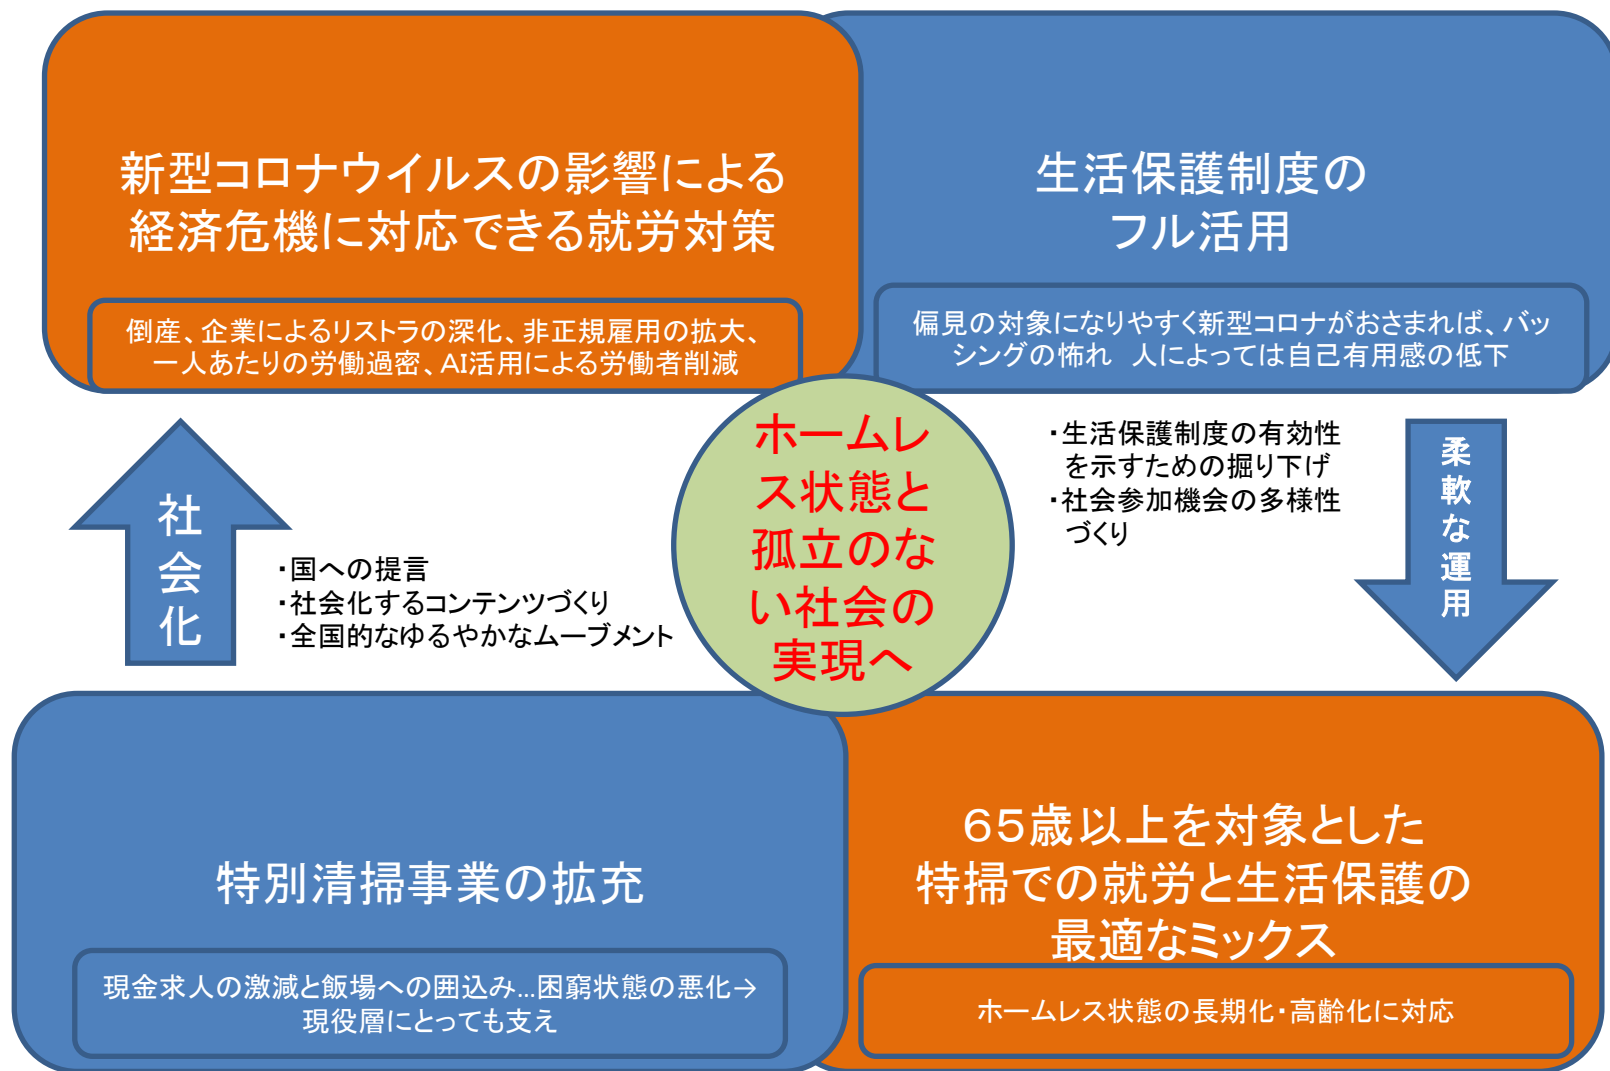 新型コロナウイルスの影響による
経済危機に対応できる就労対策
倒産、企業によるリストラの深化、非正規雇用の拡大、
一人あたりの労働過密、AI活用による労働者削減
生活保護制度の
フル活用
偏見の対象になりやすく新型コロナがおさまれば、バッ
シングの怖れ　人によっては自己有用感の低下
社会化
・国への提言
・社会化するコンテンツづくり
・全国的なゆるやかなムーブメント
ホームレ
ス状態と
孤立のな
い社会の
実現へ
・生活保護制度の有効性
を示すための掘り下げ
・社会参加機会の多様性
づくり
柔軟な運用
特別清掃事業の拡充
現金求人の激減と飯場への囲込み…困窮状態の悪化→
現役層にとっても支え
６５歳以上を対象とした
特掃での就労と生活保護の
最適なミックス
ホームレス状態の長期化・高齢化に対応